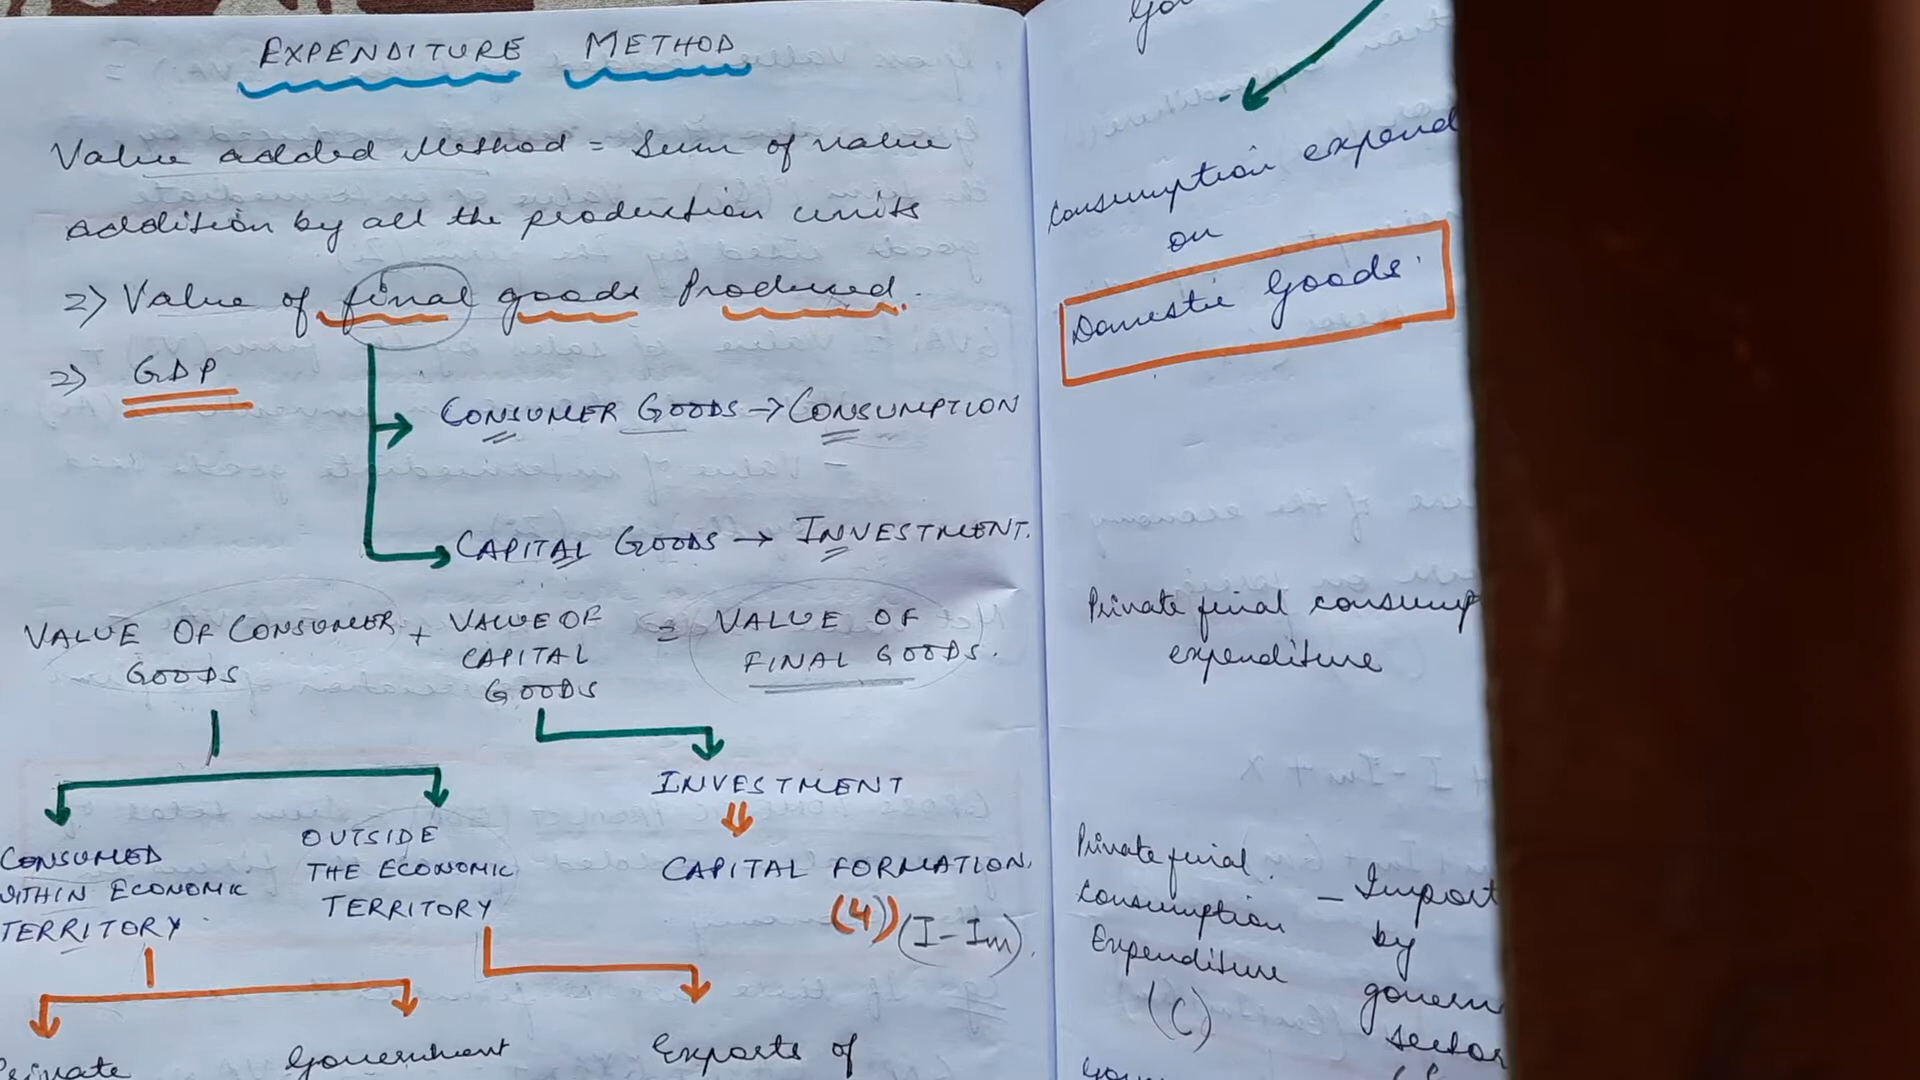 EXPENDITURE METHOD
Value added Method = Sum of value
addition by all the production units
=> Value of final goods Produced.
=> GDP
CONSUMER GOODS → CONSUMPTION
CAPITAL GOODS → INVESTMENT.
VALUE OF CONSUMER + VALUE OF = VALUE OF
GOODS CAPITAL FINAL GOODS.
GOODS
INVESTMENT
CONSUMED OUTSIDE
WITHIN ECONOMIC THE ECONOMIC CAPITAL FORMATION.
TERRITORY. TERRITORY (4) (I-Im).
Private Government Exports of
Consumption expend
on
Domestic Goods.
Private final consump
expenditure
Private final - Import
Consumption by
Expenditure govern
(C) sector